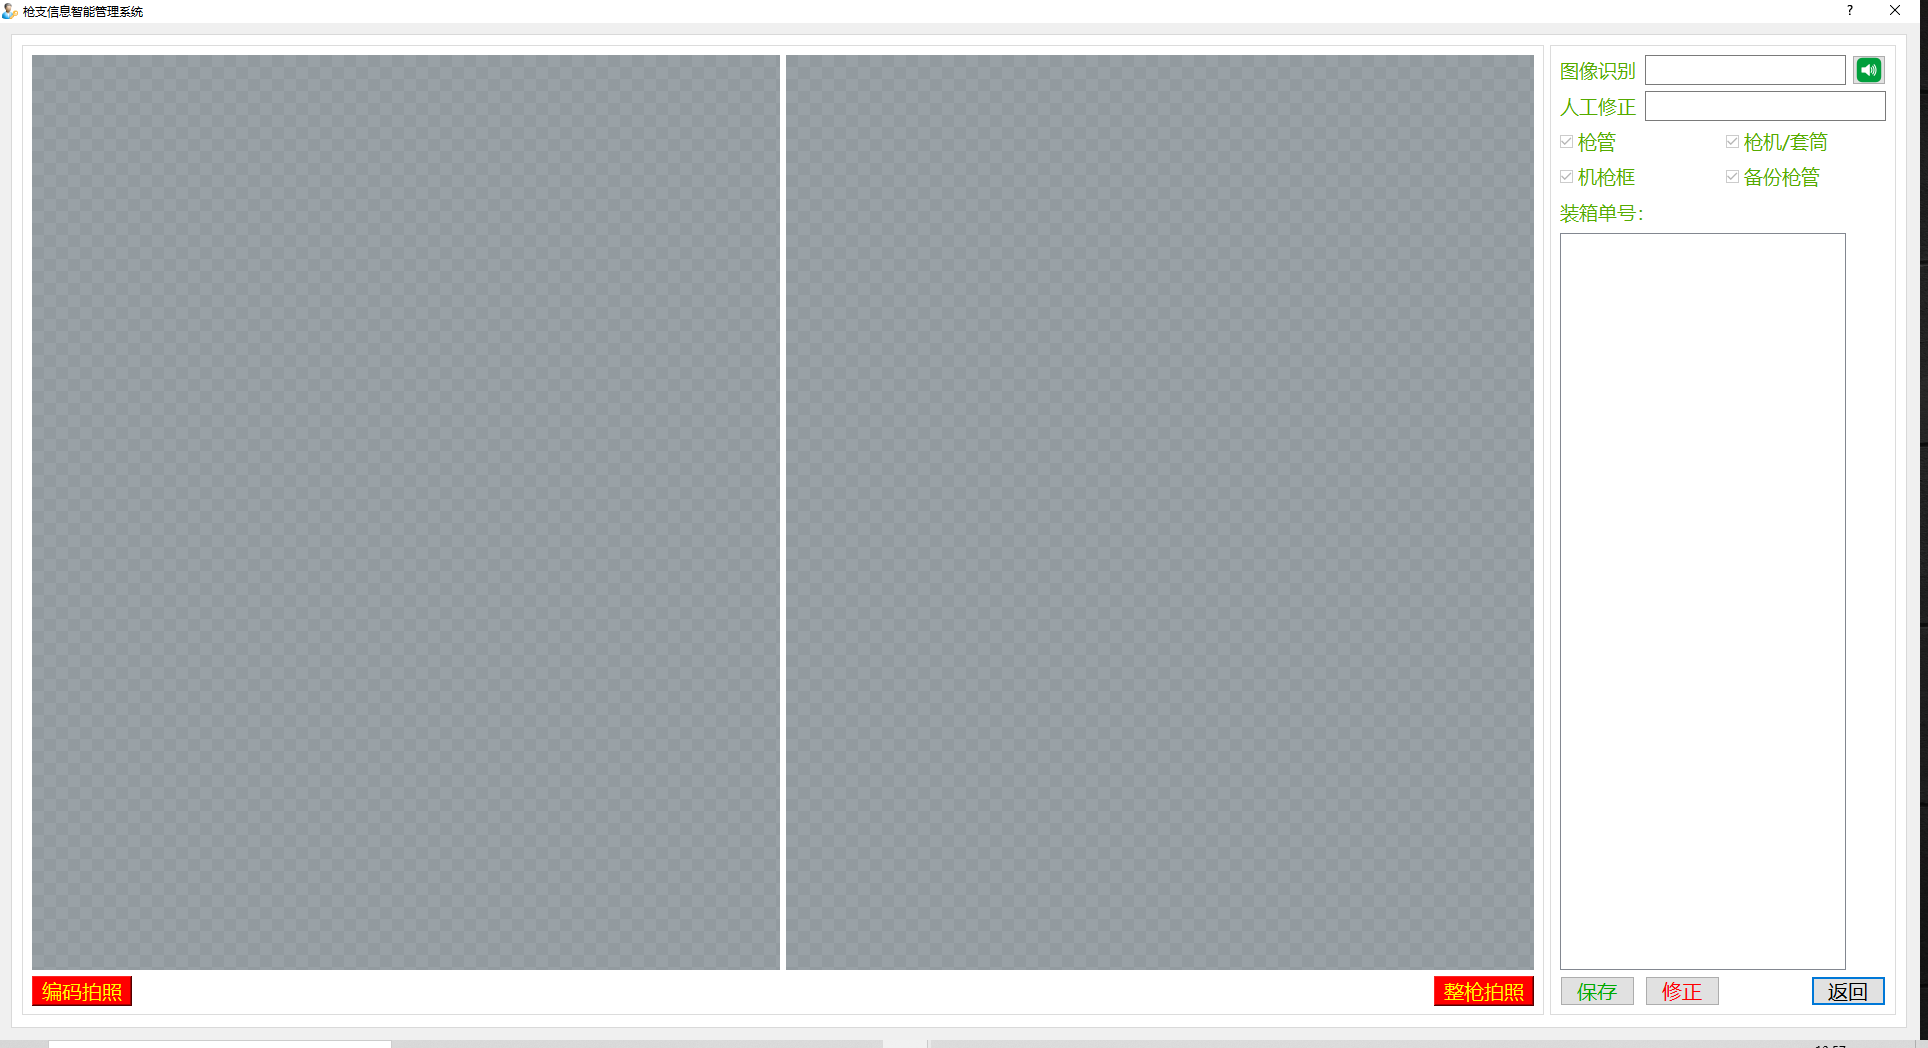 枪支信息智能管理系统
?
图像识别
人工修正
枪管 枪机/套筒
机枪框 备份枪管
装箱单号:
编码拍照 整枪拍照 保存 修正 返回